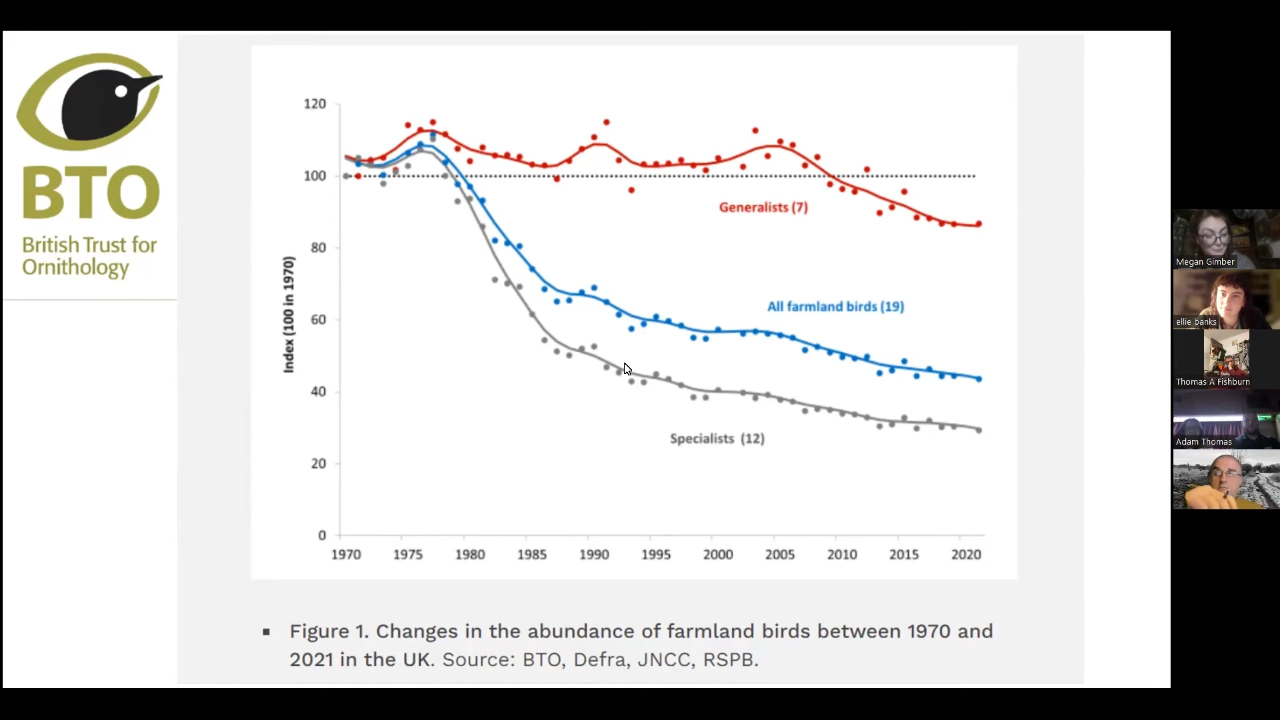 BTO
British Trust for
Ornithology
120
100
80
60
40
20
0
Index (100 in 1970)
Generalists (7)
All farmland birds (19)
Specialists (12)
1970 1975 1980 1985 1990 1995 2000 2005 2010 2015 2020
▪ Figure 1. Changes in the abundance of farmland birds between 1970 and
2021 in the UK. Source: BTO, Defra, JNCC, RSPB.
Megan Gimber
ellie banks
Thomas A Fishburn
Adam Thomas